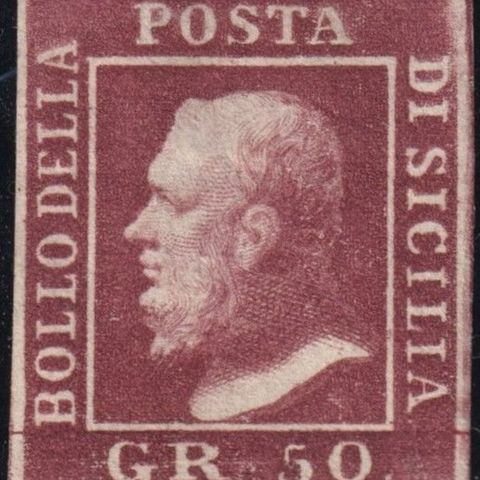 BOLLO DELLA
POSTA
DI SICILIA
GR. 50.